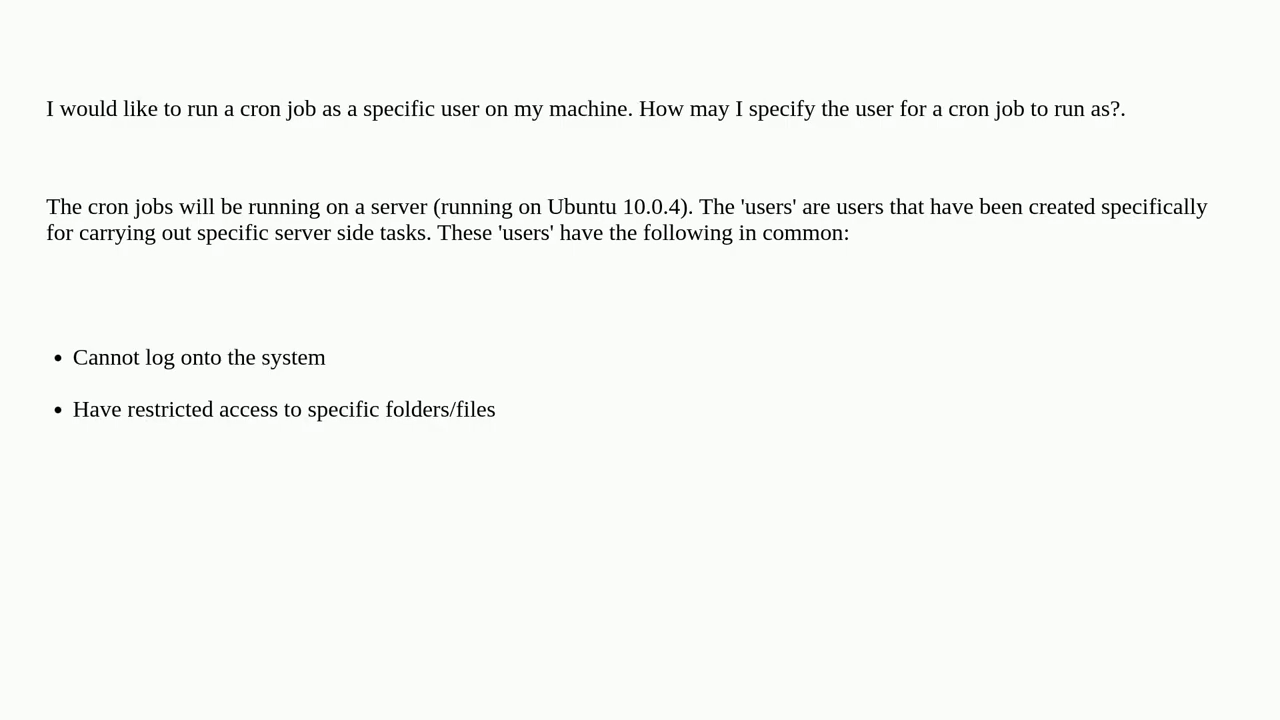 I would like to run a cron job as a specific user on my machine. How may I specify the user for a cron job to run as?.
The cron jobs will be running on a server (running on Ubuntu 10.0.4). The 'users' are users that have been created specifically
for carrying out specific server side tasks. These 'users' have the following in common:
• Cannot log onto the system
• Have restricted access to specific folders/files